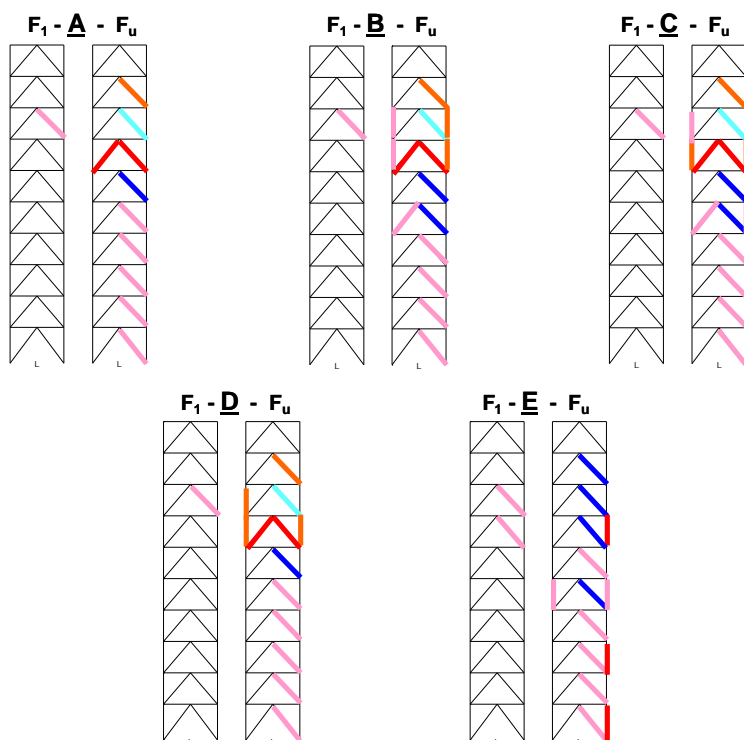 F₁ - A - Fᵤ
F₁ - B - Fᵤ
F₁ - C - Fᵤ
L
L
L
L
L
L
F₁ - D - Fᵤ
F₁ - E - Fᵤ